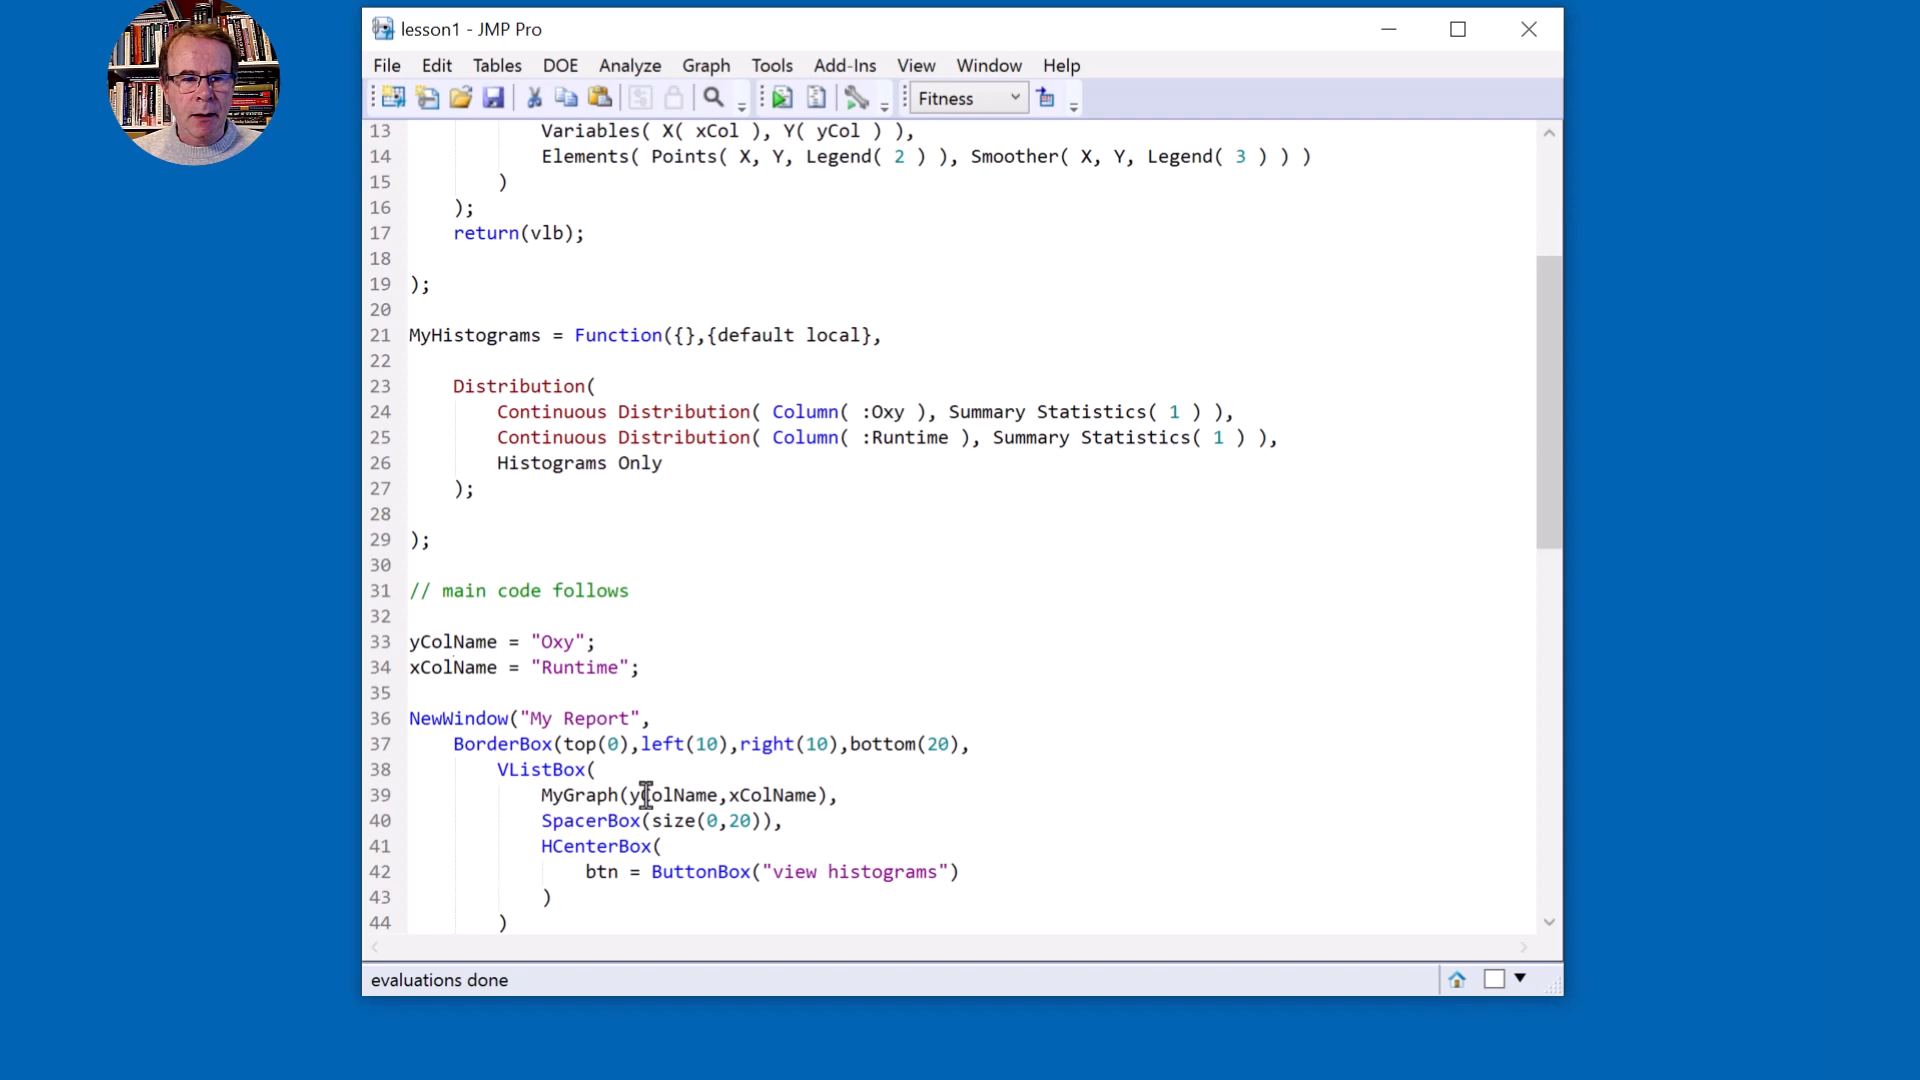 lesson1 - JMP Pro
File Edit Tables DOE Analyze Graph Tools Add-Ins View Window Help
Fitness
13 Variables( X( xCol ), Y( yCol ) ),
14 Elements( Points( X, Y, Legend( 2 ) ), Smoother( X, Y, Legend( 3 ) ) )
15 )
16 );
17 return(vlb);
18
19 );
20
21 MyHistograms = Function({},{default local},
22
23 Distribution(
24 Continuous Distribution( Column( :Oxy ), Summary Statistics( 1 ) ),
25 Continuous Distribution( Column( :Runtime ), Summary Statistics( 1 ) ),
26 Histograms Only
27 );
28
29 );
30
31 // main code follows
32
33 yColName = "Oxy";
34 xColName = "Runtime";
35
36 NewWindow("My Report",
37 BorderBox(top(0),left(10),right(10),bottom(20),
38 VListBox(
39 MyGraph(yColName,xColName),
40 SpacerBox(size(0,20)),
41 HCenterBox(
42 btn = ButtonBox("view histograms")
43 )
44 )
evaluations done